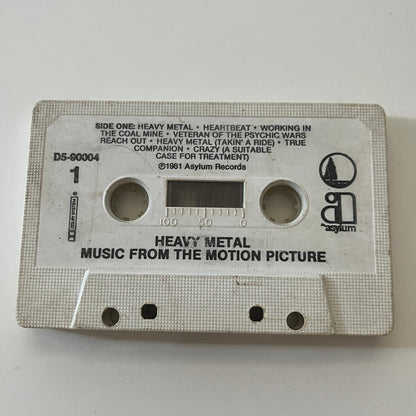 SIDE ONE: HEAVY METAL • HEARTBEAT • WORKING IN
THE COAL MINE • VETERAN OF THE PSYCHIC WARS
REACH OUT • HEAVY METAL (TAKIN' A RIDE) • TRUE
COMPANION • CRAZY (A SUITABLE
CASE FOR TREATMENT)
℗1981 Asylum Records
D5-90004
1
asylum
100 50 0
HEAVY METAL
MUSIC FROM THE MOTION PICTURE